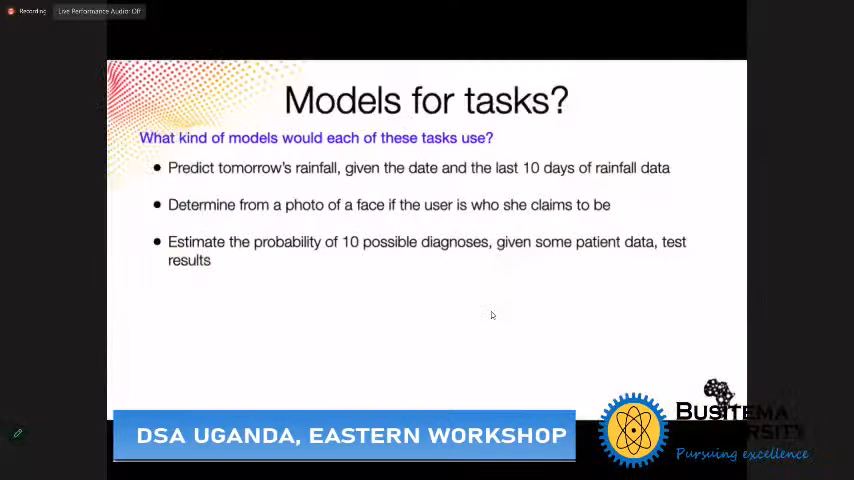 Recording
Live Performance Audio: Off
Models for tasks?
What kind of models would each of these tasks use?
Predict tomorrow's rainfall, given the date and the last 10 days of rainfall data
Determine from a photo of a face if the user is who she claims to be
Estimate the probability of 10 possible diagnoses, given some patient data, test
results
DSA UGANDA, EASTERN WORKSHOP
BUSITEMA
Pursuing excellence